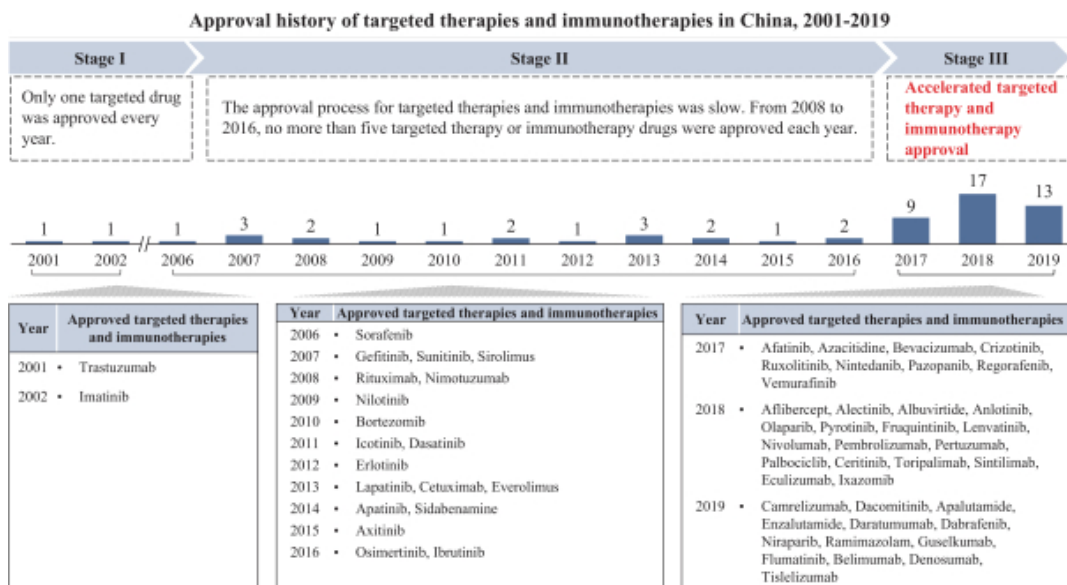 Approval history of targeted therapies and immunotherapies in China, 2001-2019
Stage I
Stage II
Stage III
Only one targeted drug
was approved every
year.
The approval process for targeted therapies and immunotherapies was slow. From 2008 to
2016, no more than five targeted therapy or immunotherapy drugs were approved each year.
Accelerated targeted
therapy and
immunotherapy
approval
1 1 1 3 2 1 1 2 1 3 2 1 2 9 17 13
2001 2002 // 2006 2007 2008 2009 2010 2011 2012 2013 2014 2015 2016 2017 2018 2019
Year Approved targeted therapies
and immunotherapies
2001 • Trastuzumab
2002 • Imatinib
Year Approved targeted therapies and immunotherapies
2006 • Sorafenib
2007 • Gefitinib, Sunitinib, Sirolimus
2008 • Rituximab, Nimotuzumab
2009 • Nilotinib
2010 • Bortezomib
2011 • Icotinib, Dasatinib
2012 • Erlotinib
2013 • Lapatinib, Cetuximab, Everolimus
2014 • Apatinib, Sidabenamine
2015 • Axitinib
2016 • Osimertinib, Ibrutinib
Year Approved targeted therapies and immunotherapies
2017 • Afatinib, Azacitidine, Bevacizumab, Crizotinib,
Ruxolitinib, Nintedanib, Pazopanib, Regorafenib,
Vemurafinib
2018 • Aflibercept, Alectinib, Albuvirtide, Anlotinib,
Olaparib, Pyrotinib, Fruquintinib, Lenvatinib,
Nivolumab, Pembrolizumab, Pertuzumab,
Palbociclib, Ceritinib, Toripalimab, Sintilimab,
Eculizumab, Ixazomib
2019 • Camrelizumab, Dacomitinib, Apalutamide,
Enzalutamide, Daratumumab, Dabrafenib,
Niraparib, Ramimazolam, Guselkumab,
Flumatinib, Belimumab, Denosumab,
Tislelizumab